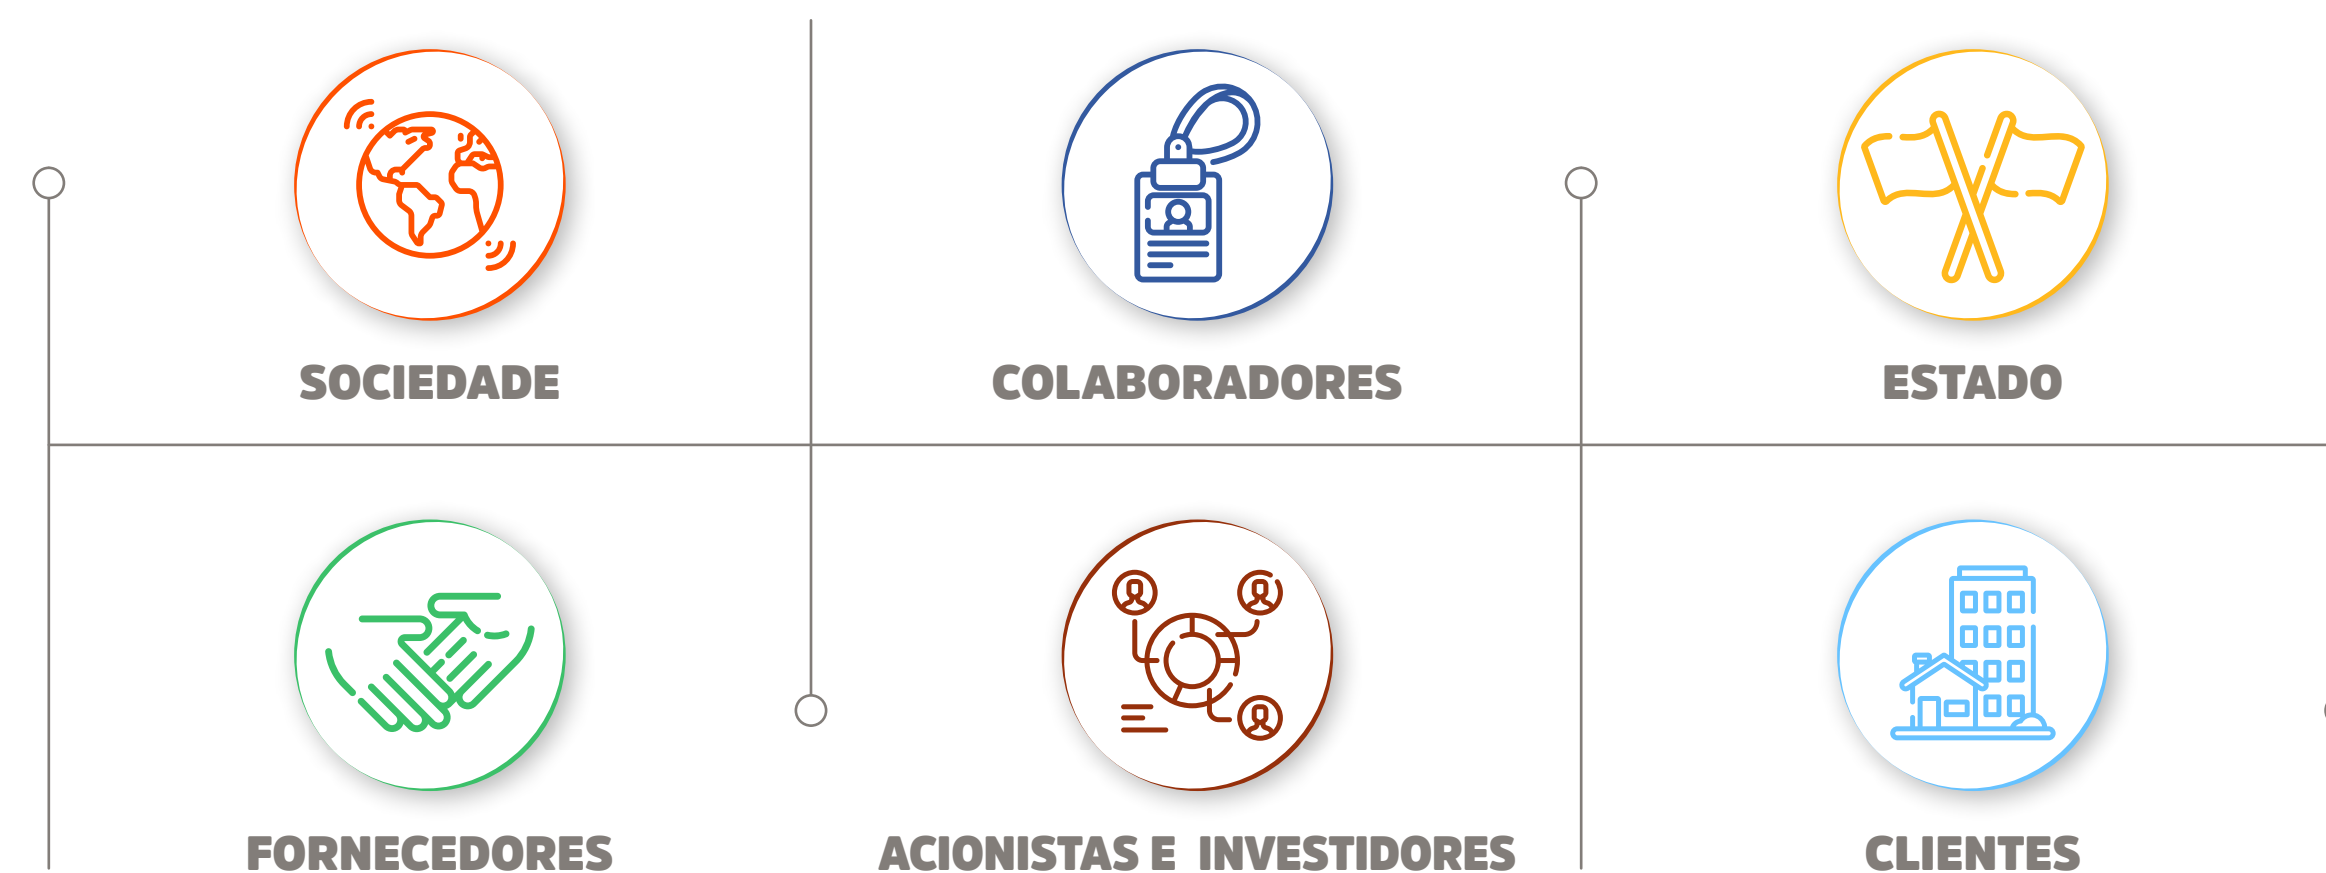 SOCIEDADE
COLABORADORES
ESTADO
FORNECEDORES
ACIONISTAS E INVESTIDORES
CLIENTES